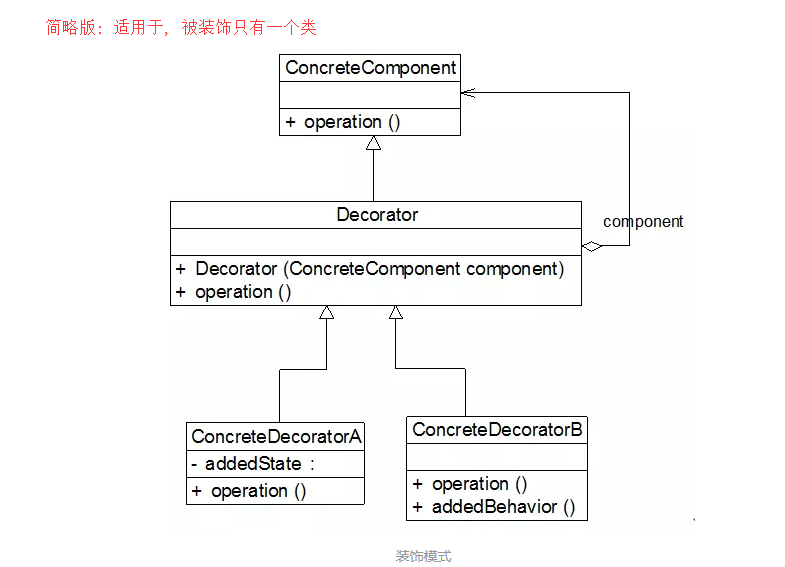 简略版：适用于，被装饰只有一个类
ConcreteComponent
+ operation ()
Decorator
component
+ Decorator (ConcreteComponent component)
+ operation ()
ConcreteDecoratorA
- addedState :
+ operation ()
ConcreteDecoratorB
+ operation ()
+ addedBehavior ()
装饰模式